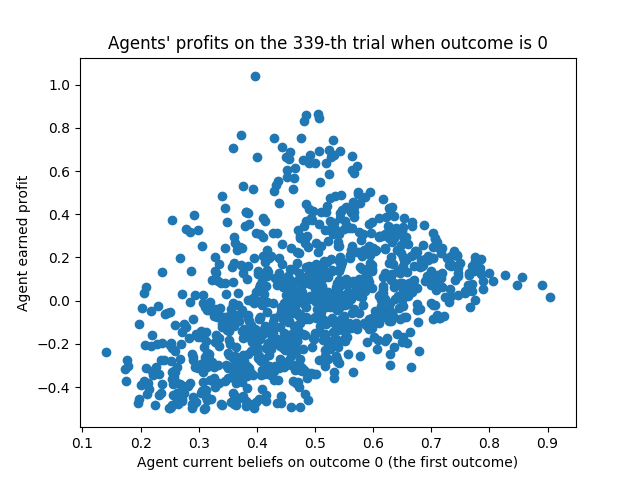 Agents' profits on the 339-th trial when outcome is 0
1.0
0.8
0.6
0.4
0.2
0.0
−0.2
−0.4
Agent earned profit
0.1 0.2 0.3 0.4 0.5 0.6 0.7 0.8 0.9
Agent current beliefs on outcome 0 (the first outcome)